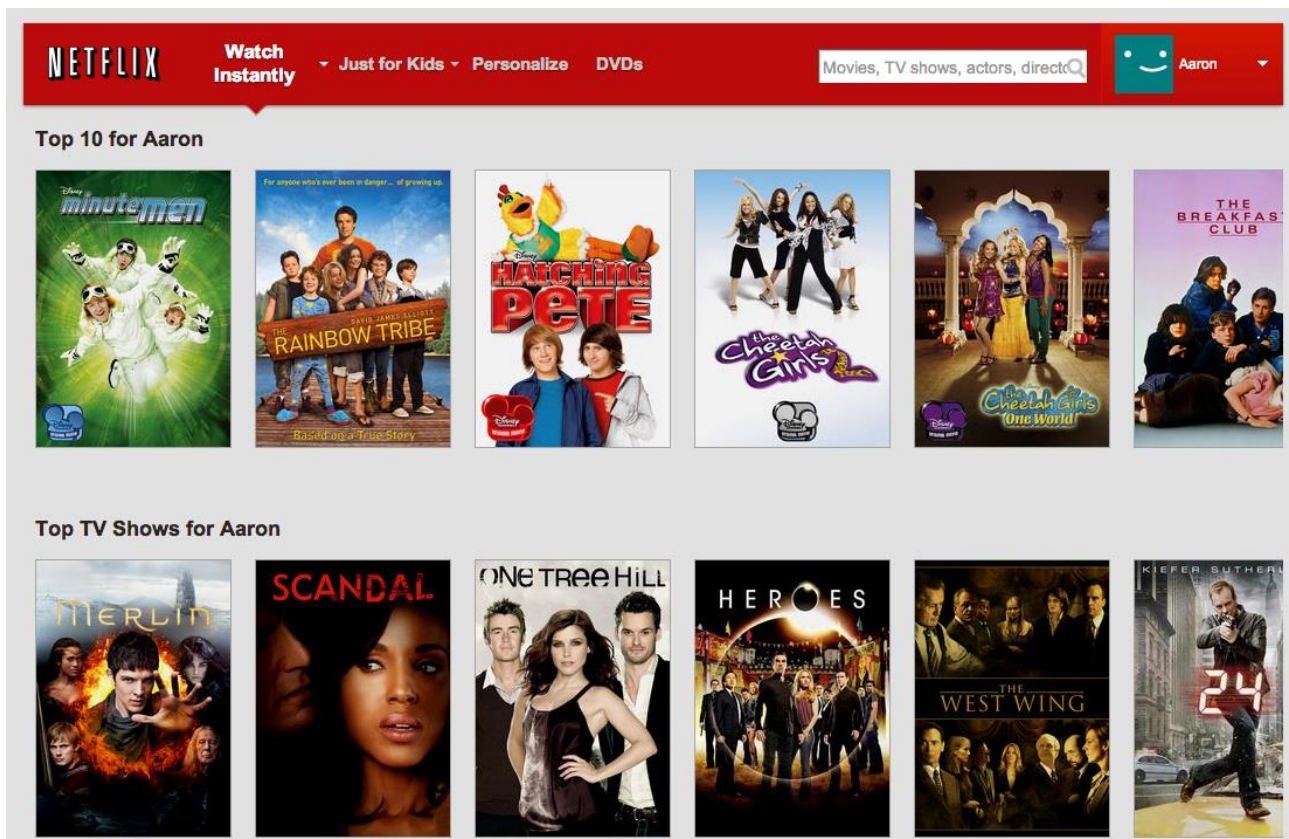 NETFLIX
Watch
Instantly
Just for Kids
Personalize
DVDs
Movies, TV shows, actors, directo
Aaron
Top 10 for Aaron
Disney
minutemen
For anyone who's ever been in danger... of growing up.
DAVID JAMES ELLIOTT
THE
RAINBOW TRIBE
Based on a True Story
Disney
HATCHING
PETE
the
Cheetah
Girls
the
Cheetah Girls
One World!
THE
BREAKFAS
CLUB
Top TV Shows for Aaron
MERLIN
SCANDAL
ONE TREE HILL
HEROES
THE
WEST WING
KIEFER SUTHERL
24